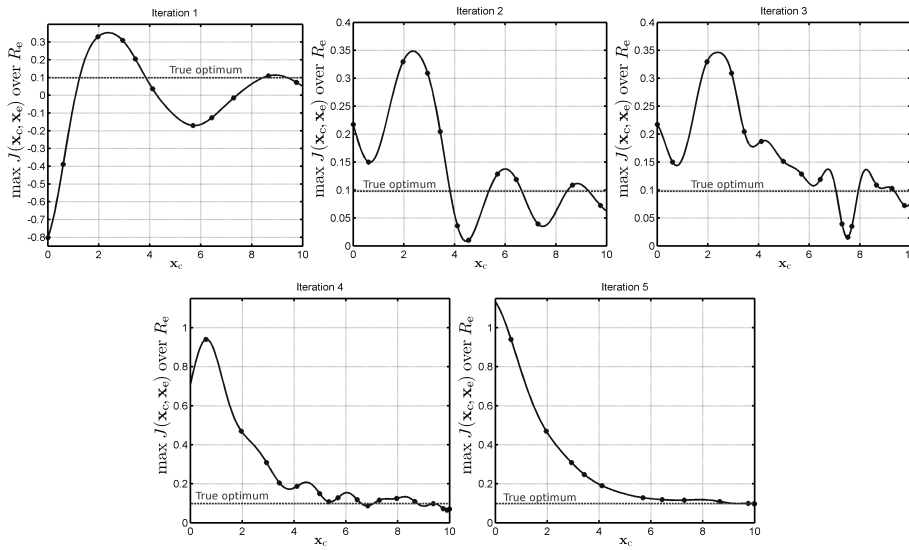 Iteration 1
max J(x_c, x_e) over R_e
0.3
0.1
0
-0.1
-0.2
-0.3
-0.4
-0.5
-0.6
-0.7
-0.8
True optimum
0 2 4 6 8 10
x_c
Iteration 2
max J(x_c, x_e) over R_e
0.4
0.35
0.3
0.25
0.2
0.15
0.1
0.05
0
True optimum
0 2 4 6 8 10
x_c
Iteration 3
max J(x_c, x_e) over R_e
0.4
0.35
0.3
0.25
0.2
0.15
0.1
0.05
0
True optimum
0 2 4 6 8 10
x_c
Iteration 4
max J(x_c, x_e) over R_e
1
0.8
0.6
0.4
0.2
0
True optimum
0 2 4 6 8 10
x_c
Iteration 5
max J(x_c, x_e) over R_e
1
0.8
0.6
0.4
0.2
0
True optimum
0 2 4 6 8 10
x_c